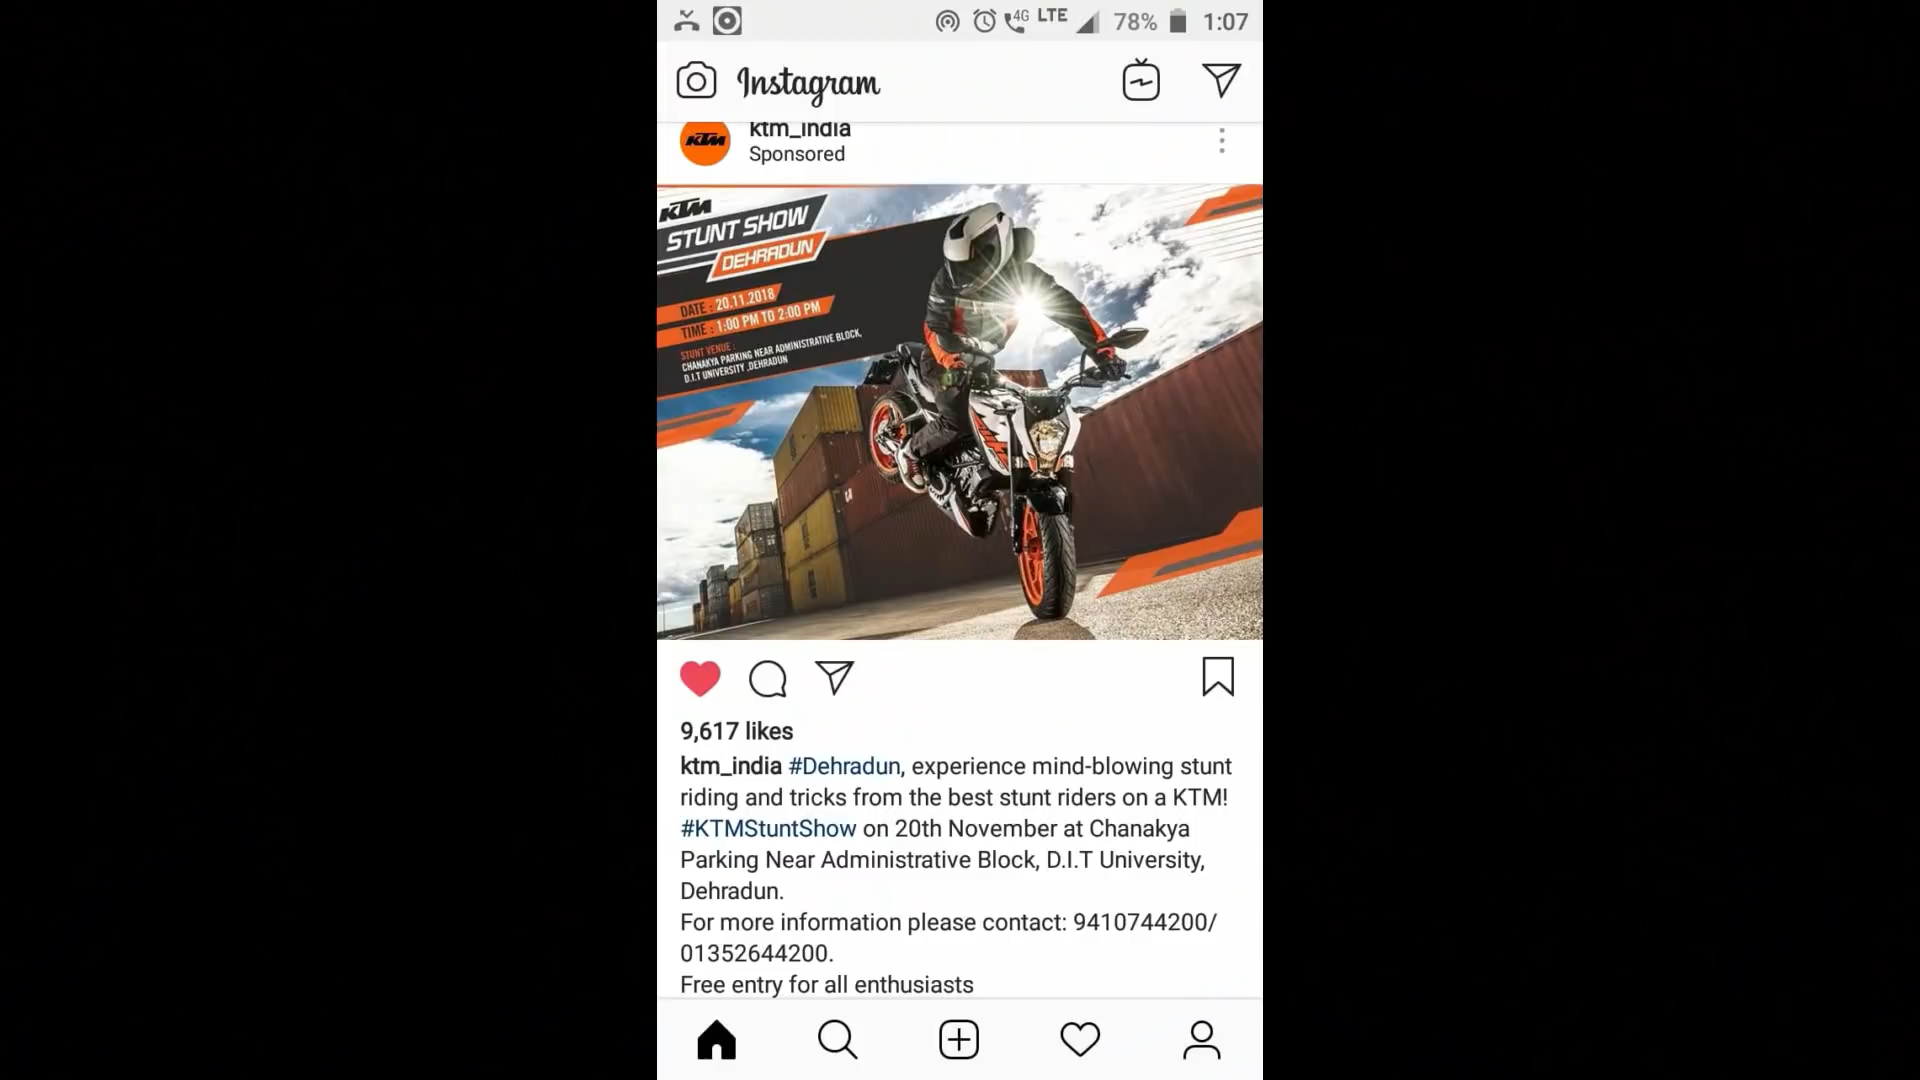 4G LTE 78% 1:07
Instagram
ktm_india
Sponsored
KTM
STUNT SHOW
DEHRADUN
DATE : 20.11.2018
TIME : 1:00 PM TO 2:00 PM
STUNT VENUE :
CHANAKYA PARKING NEAR ADMINISTRATIVE BLOCK,
D.I.T UNIVERSITY ,DEHRADUN
9,617 likes
ktm_india #Dehradun, experience mind-blowing stunt
riding and tricks from the best stunt riders on a KTM!
#KTMStuntShow on 20th November at Chanakya
Parking Near Administrative Block, D.I.T University,
Dehradun.
For more information please contact: 9410744200/
01352644200.
Free entry for all enthusiasts